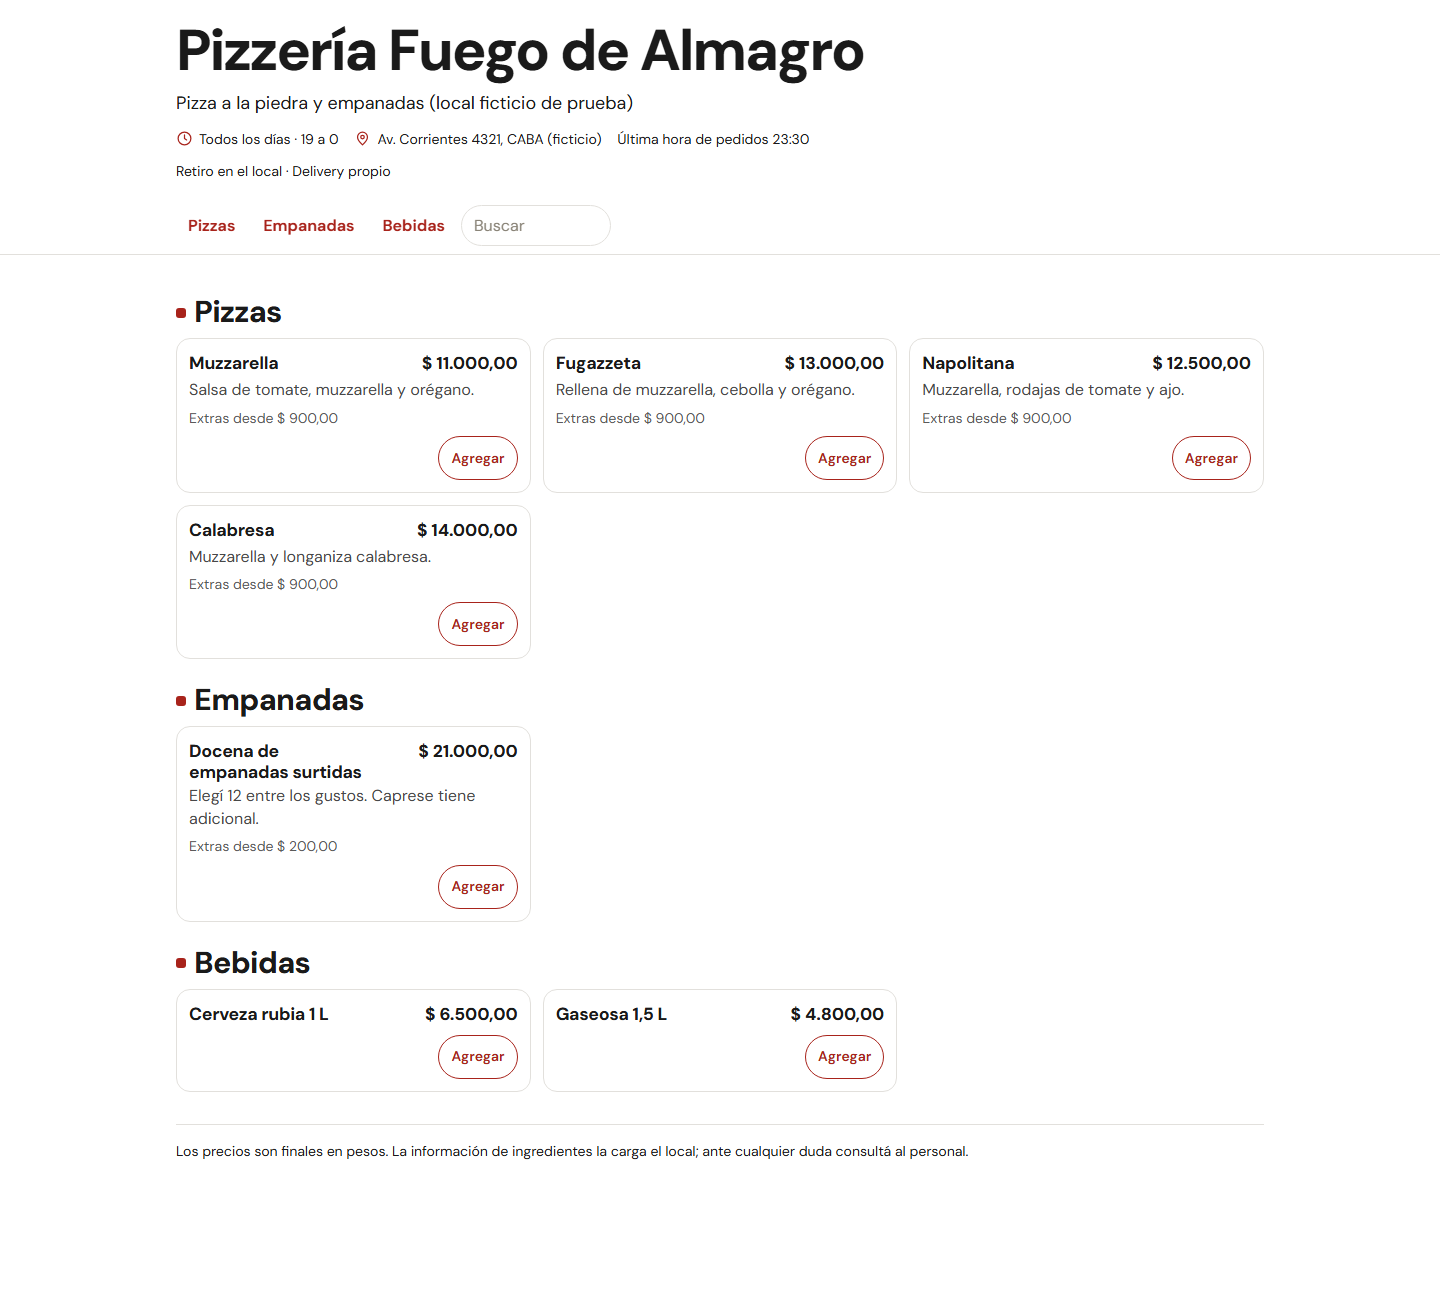 Pizzería Fuego de Almagro
Pizza a la piedra y empanadas (local ficticio de prueba)
Todos los días · 19 a 0 Av. Corrientes 4321, CABA (ficticio) Última hora de pedidos 23:30
Retiro en el local · Delivery propio
Pizzas Empanadas Bebidas Buscar
Pizzas
Muzzarella $ 11.000,00
Salsa de tomate, muzzarella y orégano.
Extras desde $ 900,00
Agregar
Fugazzeta $ 13.000,00
Rellena de muzzarella, cebolla y orégano.
Extras desde $ 900,00
Agregar
Napolitana $ 12.500,00
Muzzarella, rodajas de tomate y ajo.
Extras desde $ 900,00
Agregar
Calabresa $ 14.000,00
Muzzarella y longaniza calabresa.
Extras desde $ 900,00
Agregar
Empanadas
Docena de $ 21.000,00
empanadas surtidas
Elegí 12 entre los gustos. Caprese tiene
adicional.
Extras desde $ 200,00
Agregar
Bebidas
Cerveza rubia 1 L $ 6.500,00
Agregar
Gaseosa 1,5 L $ 4.800,00
Agregar
Los precios son finales en pesos. La información de ingredientes la carga el local; ante cualquier duda consultá al personal.